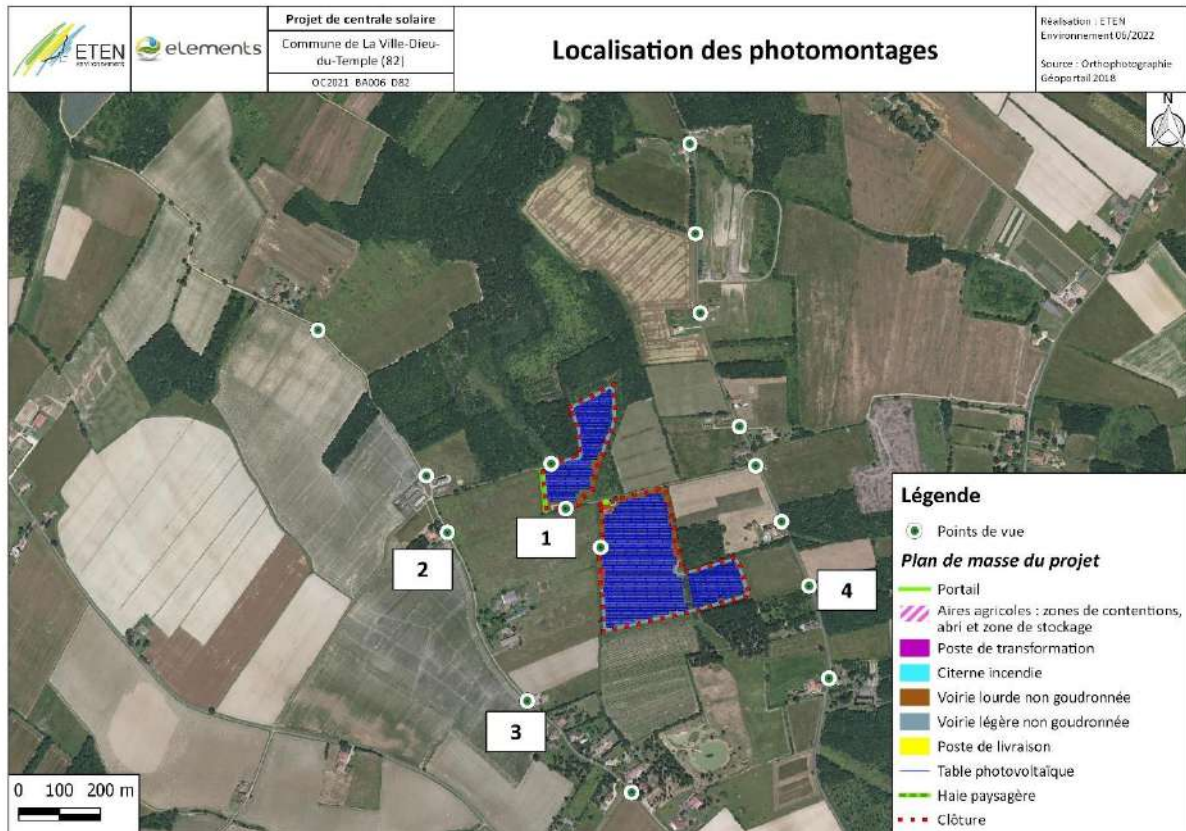 ETEN
environnement
elements
Projet de centrale solaire
Commune de La Ville-Dieu-
du-Temple (82)
OC2021_BA006_D82
Localisation des photomontages
Réalisation : ETEN
Environnement 06/2022
Source : Orthophotographie
Géoportail 2018
N
1
2
3
4
Légende
Points de vue
Plan de masse du projet
Portail
Aires agricoles : zones de contentions,
abri et zone de stockage
Poste de transformation
Citerne incendie
Voirie lourde non goudronnée
Voirie légère non goudronnée
Poste de livraison
Table photovoltaïque
Haie paysagère
Clôture
0 100 200 m